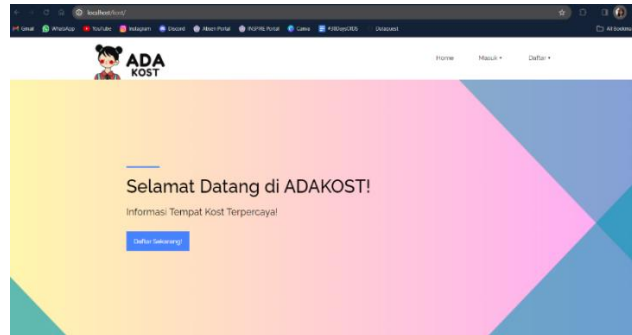 localhost/kost/
Gmail WhatsApp YouTube Instagram Discord Absen Portal INSPIRE Portal Canva
All Bookmarks
ADA
KOST
Home Masuk Daftar
Selamat Datang di ADAKOST!
Informasi Tempat Kost Terpercaya!
Daftar Sekarang!